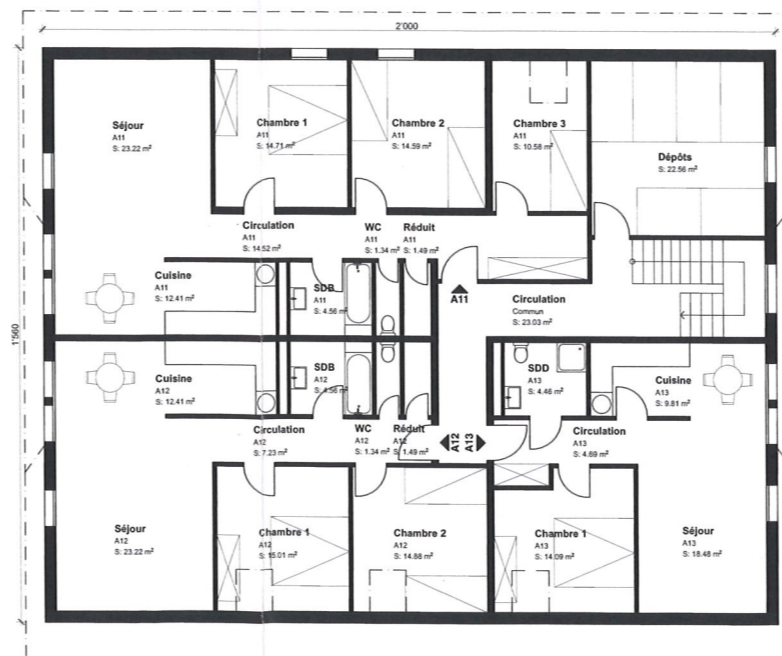 2'000
1'560
Séjour
A11
S: 23.22 m²
Chambre 1
A11
S: 14.71 m²
Chambre 2
A11
S: 14.59 m²
Chambre 3
A11
S: 10.58 m²
Dépôts
S: 22.56 m²
Circulation
A11
S: 14.52 m²
WC
A11
S: 1.34 m²
Réduit
A11
S: 1.49 m²
Cuisine
A11
S: 12.41 m²
SDB
A11
S: 4.56 m²
A11
Circulation
Commun
S: 23.03 m²
Cuisine
A12
S: 12.41 m²
SDB
A12
S: 4.56 m²
SDD
A13
S: 4.46 m²
Cuisine
A13
S: 9.81 m²
Circulation
A12
S: 7.23 m²
WC
A12
S: 1.34 m²
Réduit
A12
S: 1.49 m²
A12
A13
Circulation
A13
S: 4.69 m²
Séjour
A12
S: 23.22 m²
Chambre 1
A12
S: 15.01 m²
Chambre 2
A12
S: 14.88 m²
Chambre 1
A13
S: 14.09 m²
Séjour
A13
S: 18.48 m²